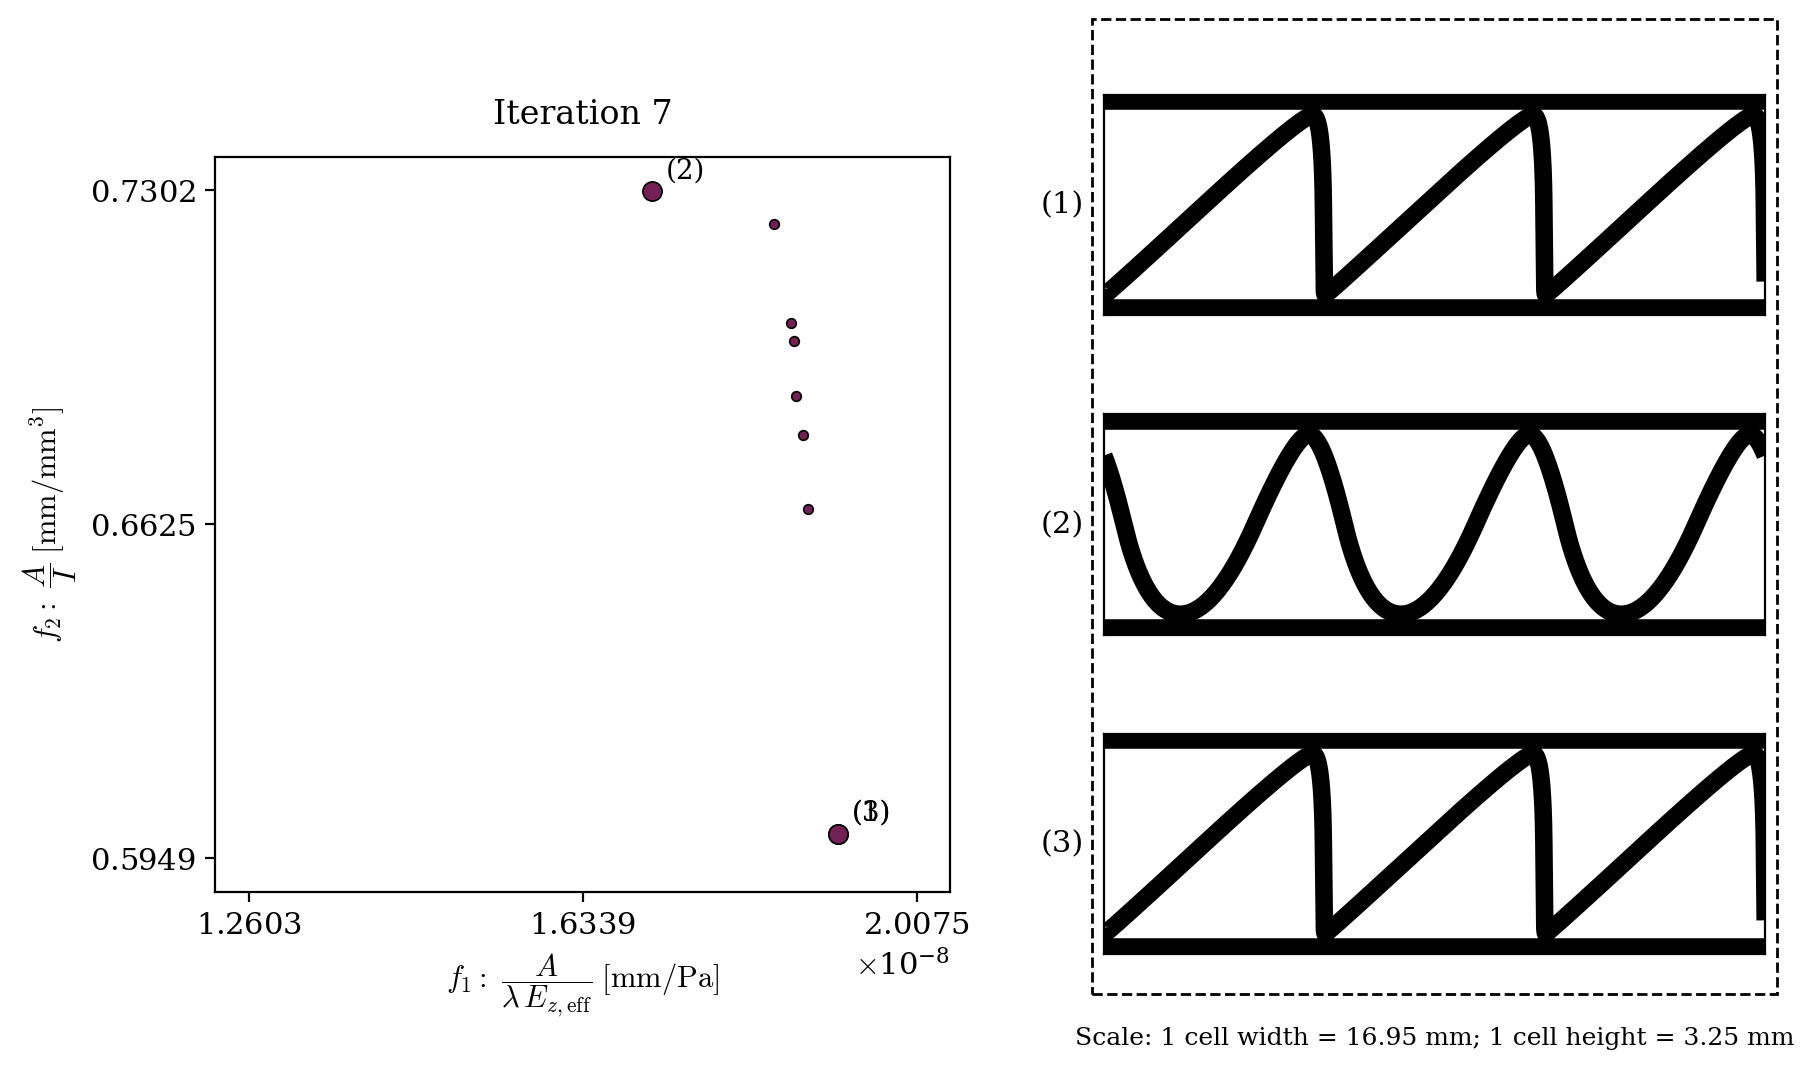 Iteration 7
(2)
0.7302
0.6625
0.5949
f₂ : A/I [mm/mm³]
(1)
(3)
1.2603 1.6339 2.0075
×10⁻⁸
f₁ : A/(λ E_z,eff) [mm/Pa]
(1)
(2)
(3)
Scale: 1 cell width = 16.95 mm; 1 cell height = 3.25 mm